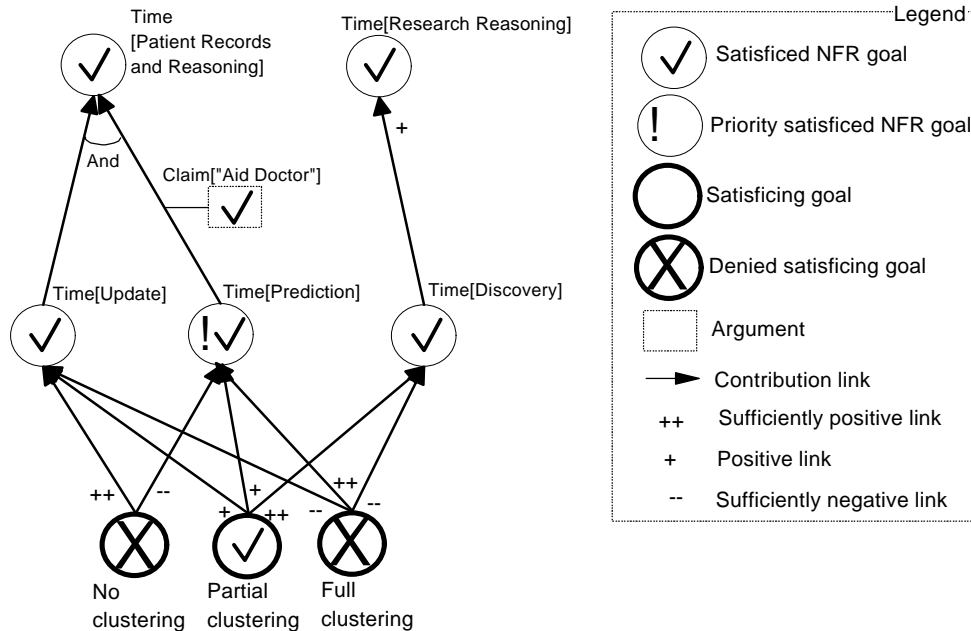 Time
[Patient Records
and Reasoning]
Time[Research Reasoning]
And
+
Claim["Aid Doctor"]
Time[Update]
Time[Prediction]
!
Time[Discovery]
++
--
+
+
++
--
++
--
No
clustering
Partial
clustering
Full
clustering
Legend
Satisficed NFR goal
! Priority satisficed NFR goal
Satisficing goal
Denied satisficing goal
Argument
Contribution link
++ Sufficiently positive link
+ Positive link
-- Sufficiently negative link